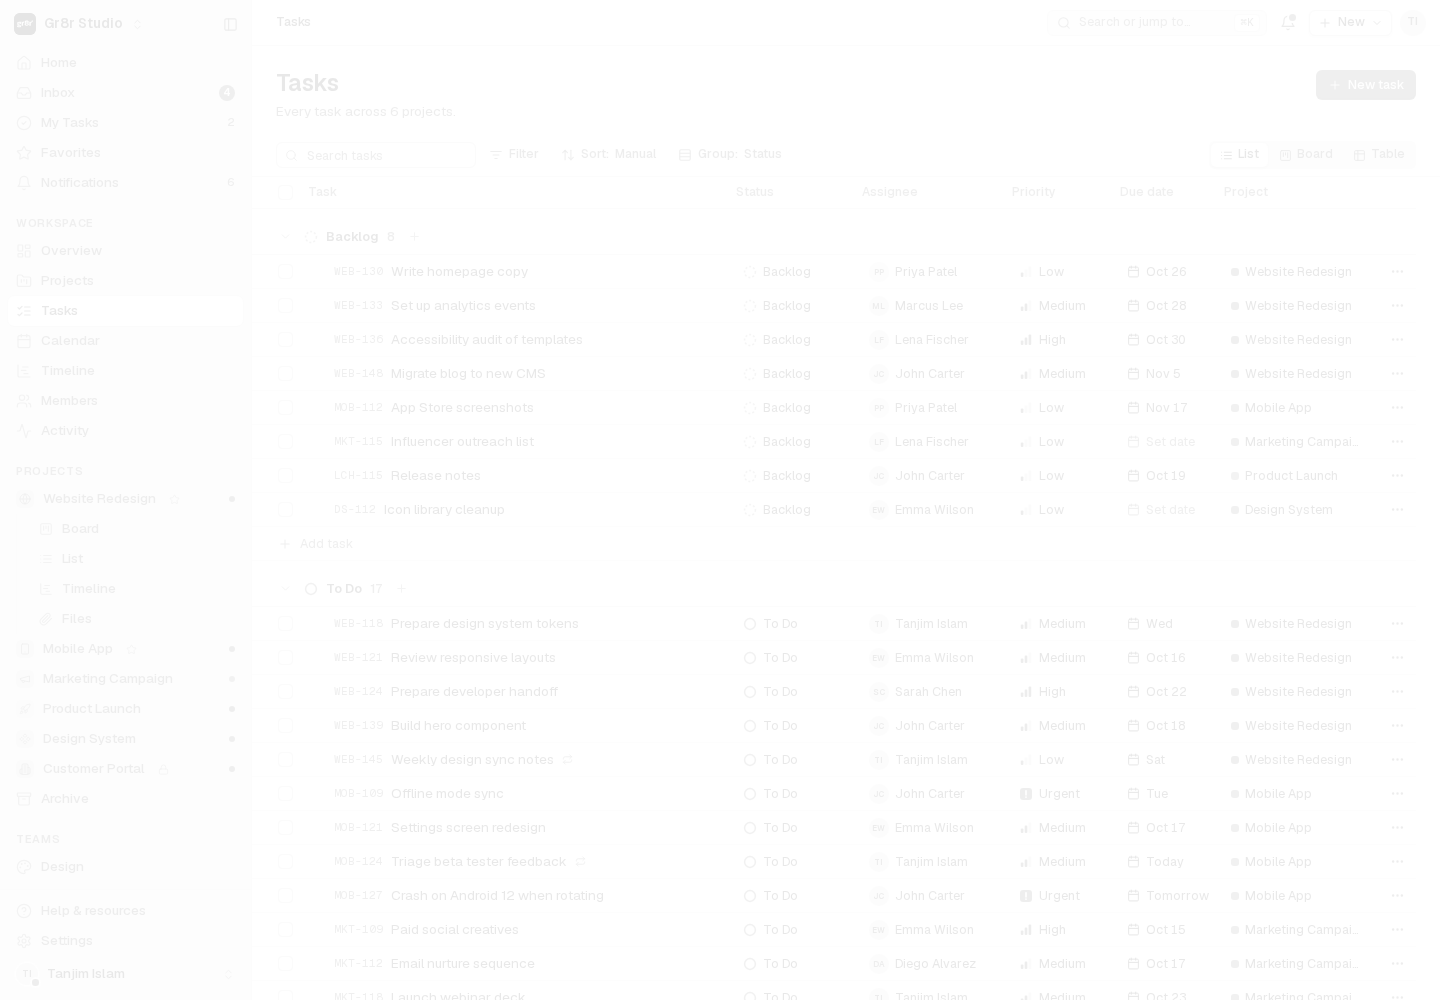 Gr8r Studio
Tasks
Search or jump to...
⌘K
New
TI
Home
Inbox 4
My Tasks 2
Favorites
Notifications 6
WORKSPACE
Overview
Projects
Tasks
Calendar
Timeline
Members
Activity
PROJECTS
Website Redesign
Board
List
Timeline
Files
Mobile App
Marketing Campaign
Product Launch
Design System
Customer Portal
Archive
TEAMS
Design
Help & resources
Settings
TI Tanjim Islam
Tasks
New task
Every task across 6 projects.
Search tasks
Filter
Sort: Manual
Group: Status
List
Board
Table
Task Status Assignee Priority Due date Project
Backlog 8
WEB-130 Write homepage copy Backlog PP Priya Patel Low Oct 26 Website Redesign
WEB-133 Set up analytics events Backlog ML Marcus Lee Medium Oct 28 Website Redesign
WEB-136 Accessibility audit of templates Backlog LF Lena Fischer High Oct 30 Website Redesign
WEB-148 Migrate blog to new CMS Backlog JC John Carter Medium Nov 5 Website Redesign
MOB-112 App Store screenshots Backlog PP Priya Patel Low Nov 17 Mobile App
MKT-115 Influencer outreach list Backlog LF Lena Fischer Low Set date Marketing Campai...
LCH-115 Release notes Backlog JC John Carter Low Oct 19 Product Launch
DS-112 Icon library cleanup Backlog EW Emma Wilson Low Set date Design System
Add task
To Do 17
WEB-118 Prepare design system tokens To Do TI Tanjim Islam Medium Wed Website Redesign
WEB-121 Review responsive layouts To Do EW Emma Wilson Medium Oct 16 Website Redesign
WEB-124 Prepare developer handoff To Do SC Sarah Chen High Oct 22 Website Redesign
WEB-139 Build hero component To Do JC John Carter Medium Oct 18 Website Redesign
WEB-145 Weekly design sync notes To Do TI Tanjim Islam Low Sat Website Redesign
MOB-109 Offline mode sync To Do JC John Carter Urgent Tue Mobile App
MOB-121 Settings screen redesign To Do EW Emma Wilson Medium Oct 17 Mobile App
MOB-124 Triage beta tester feedback To Do TI Tanjim Islam Medium Today Mobile App
MOB-127 Crash on Android 12 when rotating To Do JC John Carter Urgent Tomorrow Mobile App
MKT-109 Paid social creatives To Do EW Emma Wilson High Oct 15 Marketing Campai...
MKT-112 Email nurture sequence To Do DA Diego Alvarez Medium Oct 17 Marketing Campai...
MKT-118 Launch webinar deck To Do TI Tanjim Islam Medium Oct 23 Marketing Campai...